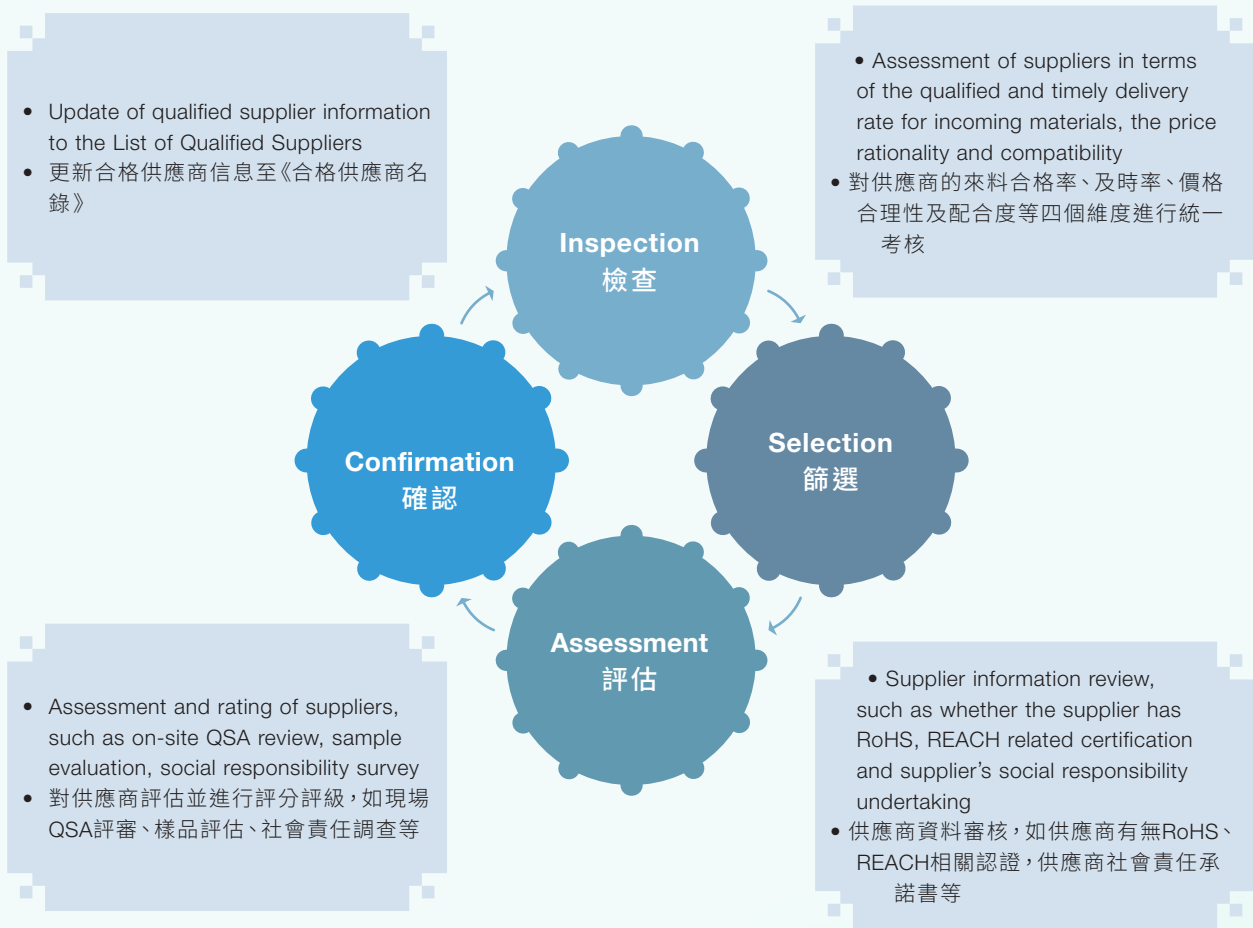 • Update of qualified supplier information
to the List of Qualified Suppliers
• 更新合格供應商信息至《合格供應商名
錄》
• Assessment of suppliers in terms
of the qualified and timely delivery
rate for incoming materials, the price
rationality and compatibility
• 對供應商的來料合格率、及時率、價格
合理性及配合度等四個維度進行統一
考核
Inspection
檢查
Confirmation
確認
Selection
篩選
Assessment
評估
• Assessment and rating of suppliers,
such as on-site QSA review, sample
evaluation, social responsibility survey
• 對供應商評估並進行評分評級，如現場
QSA評審、樣品評估、社會責任調查等
• Supplier information review,
such as whether the supplier has
RoHS, REACH related certification
and supplier's social responsibility
undertaking
• 供應商資料審核，如供應商有無RoHS、
REACH相關認證，供應商社會責任承
諾書等